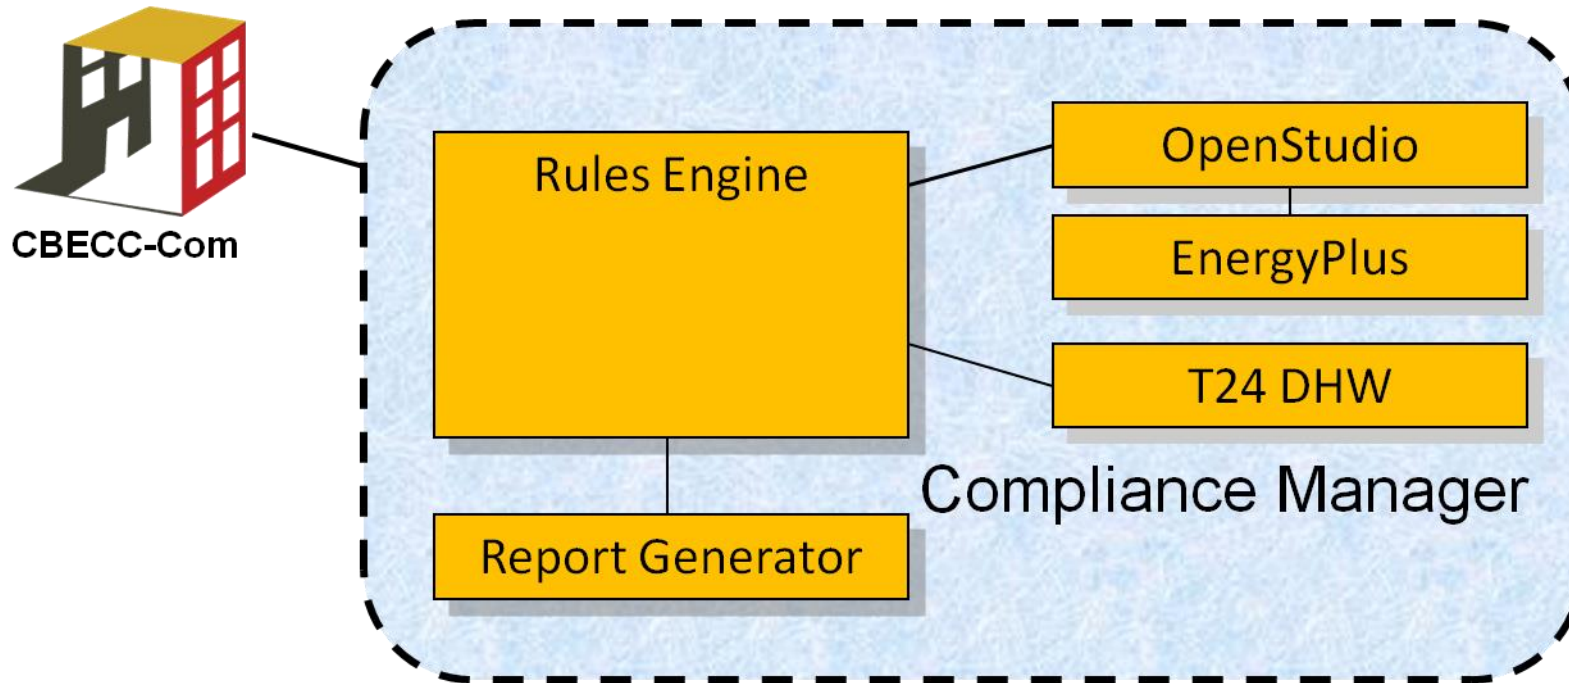 CBECC-Com
Rules Engine
OpenStudio
EnergyPlus
T24 DHW
Compliance Manager
Report Generator